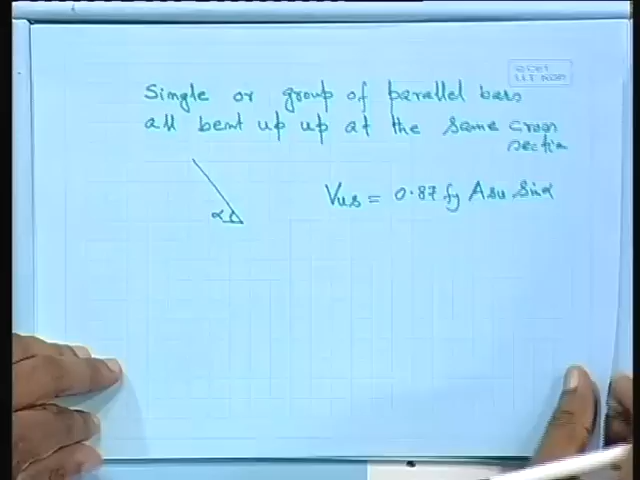 Single or group of parallel bars
all bent up up at the same cross
section
α
Vus = 0.87 fy Asu Sinα